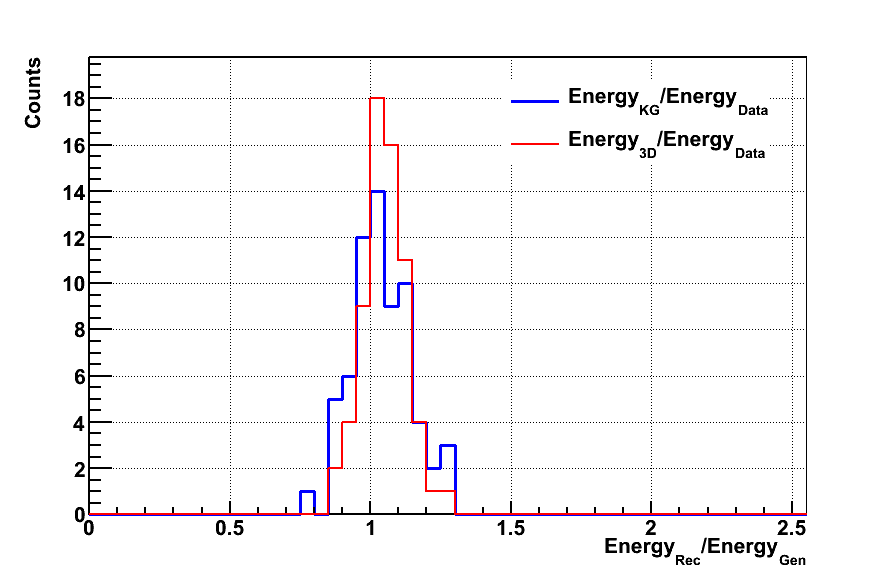 Counts
Energy_KG/Energy_Data
Energy_3D/Energy_Data
18
16
14
12
10
8
6
4
2
0
0 0.5 1 1.5 2 2.5
Energy_Rec/Energy_Gen